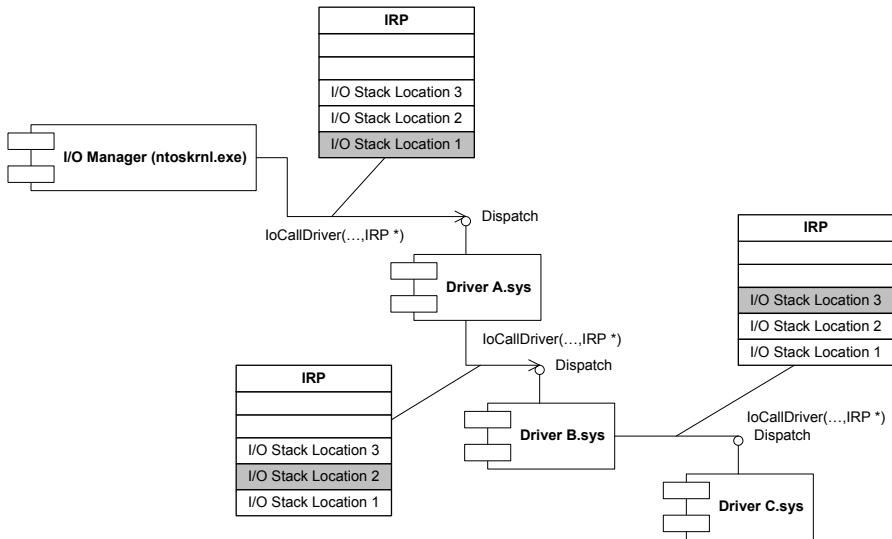 IRP
I/O Stack Location 3
I/O Stack Location 2
I/O Stack Location 1
I/O Manager (ntoskrnl.exe)
Dispatch
IoCallDriver(…,IRP *)
Driver A.sys
IRP
I/O Stack Location 3
I/O Stack Location 2
I/O Stack Location 1
IoCallDriver(…,IRP *)
Dispatch
IRP
I/O Stack Location 3
I/O Stack Location 2
I/O Stack Location 1
Driver B.sys
IoCallDriver(…,IRP *)
Dispatch
Driver C.sys